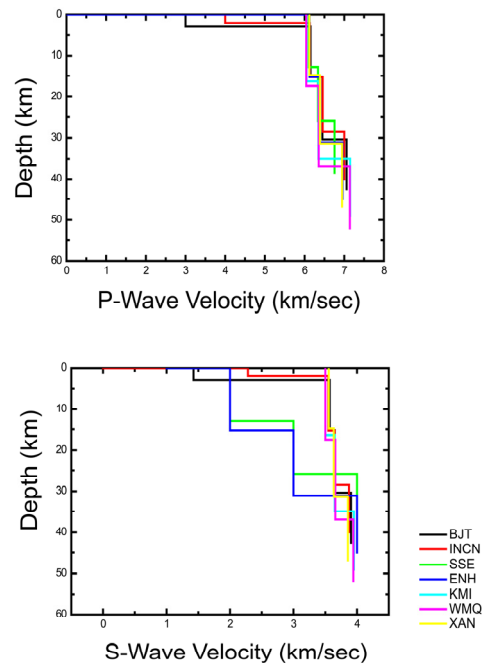 0
10
20
30
40
50
60
Depth (km)
0 1 2 3 4 5 6 7 8
P-Wave Velocity (km/sec)
0
10
20
30
40
50
60
Depth (km)
0 1 2 3 4
S-Wave Velocity (km/sec)
BJT
INCN
SSE
ENH
KMI
WMQ
XAN